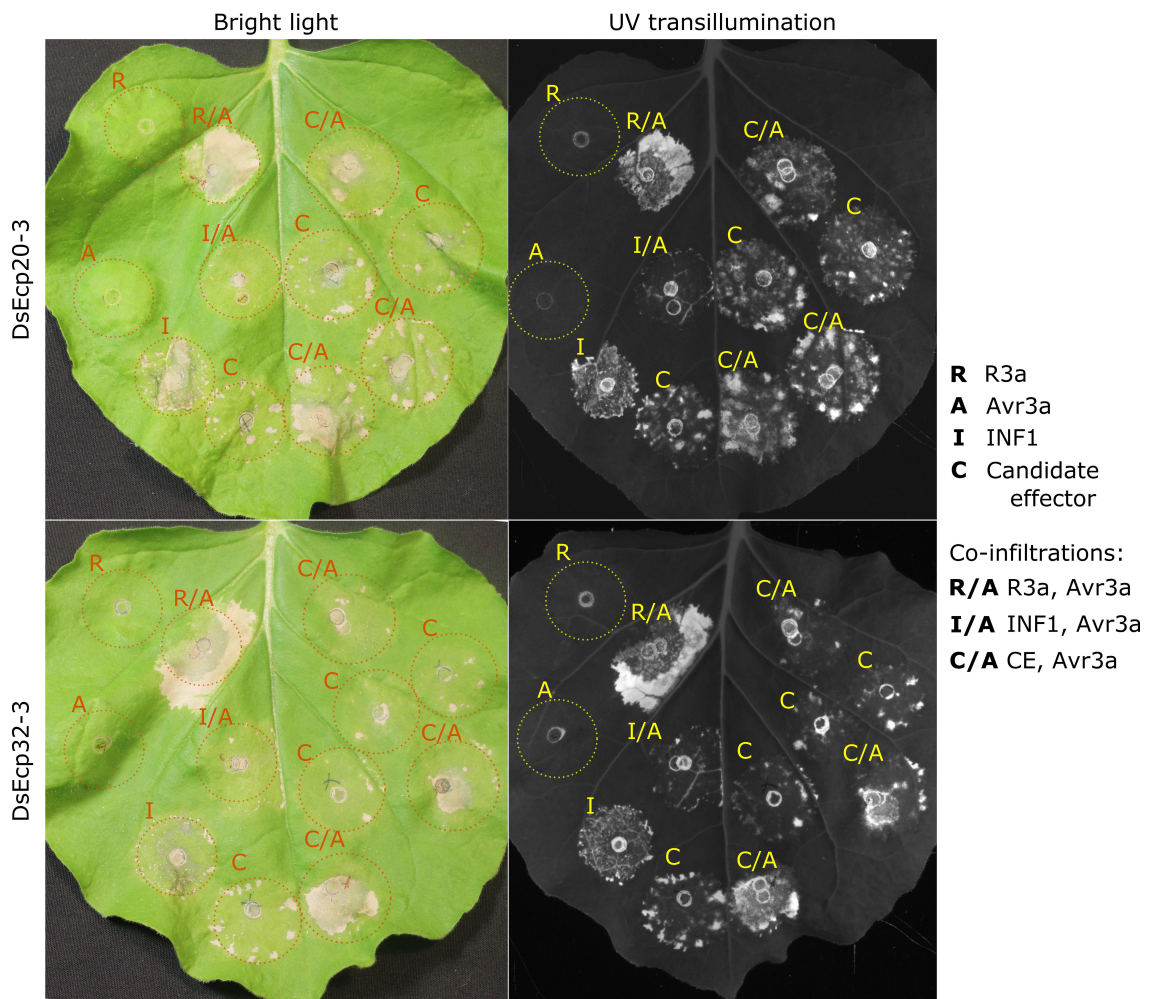 Bright light
UV transillumination
DsEcp20-3
R
R/A
C/A
C
I/A
C
A
I
C
C/A
C/A
R
R/A
C/A
C
I/A
C
A
I
C
C/A
C/A
DsEcp32-3
R
R/A
C/A
C
C
A
I/A
C
C/A
I
C
C/A
R
R/A
C/A
C
C
A
I/A
C
C/A
I
C
C/A
R R3a
A Avr3a
I INF1
C Candidate
effector
Co-infiltrations:
R/A R3a, Avr3a
I/A INF1, Avr3a
C/A CE, Avr3a